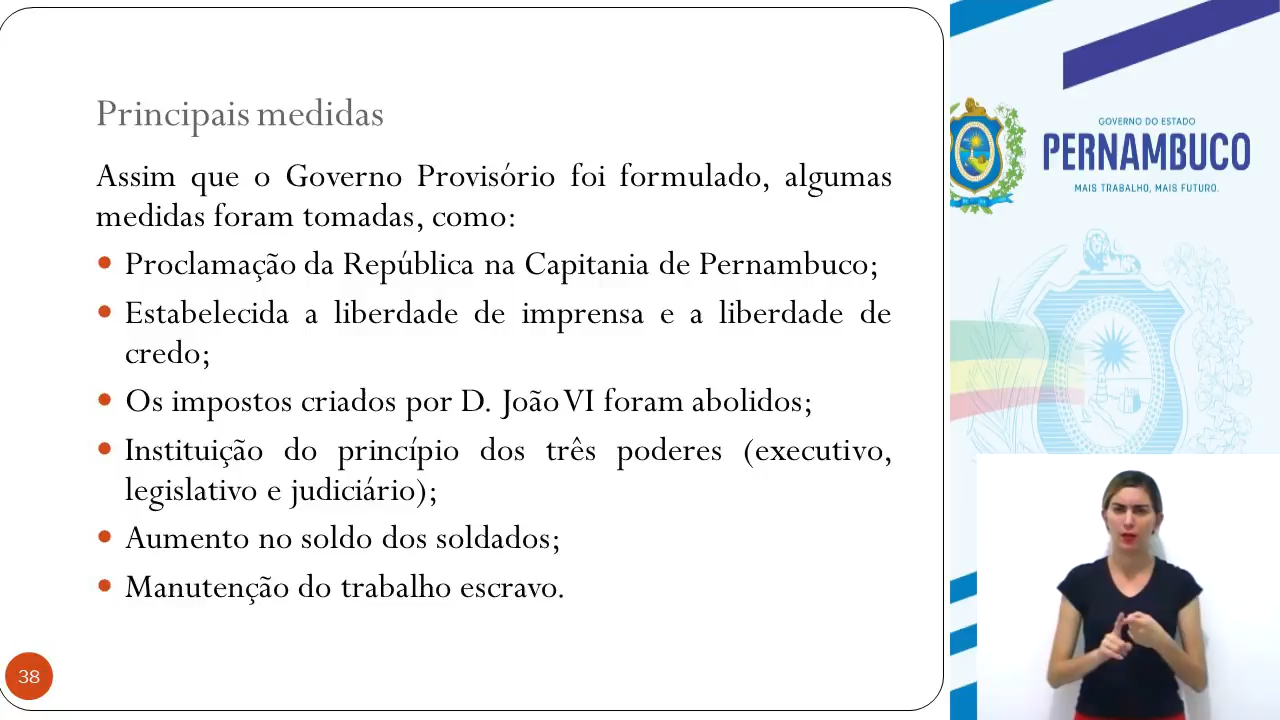 Principais medidas
Assim que o Governo Provisório foi formulado, algumas
medidas foram tomadas, como:
Proclamação da República na Capitania de Pernambuco;
Estabelecida a liberdade de imprensa e a liberdade de
credo;
Os impostos criados por D. João VI foram abolidos;
Instituição do princípio dos três poderes (executivo,
legislativo e judiciário);
Aumento no soldo dos soldados;
Manutenção do trabalho escravo.
38
GOVERNO DO ESTADO
PERNAMBUCO
MAIS TRABALHO, MAIS FUTURO.